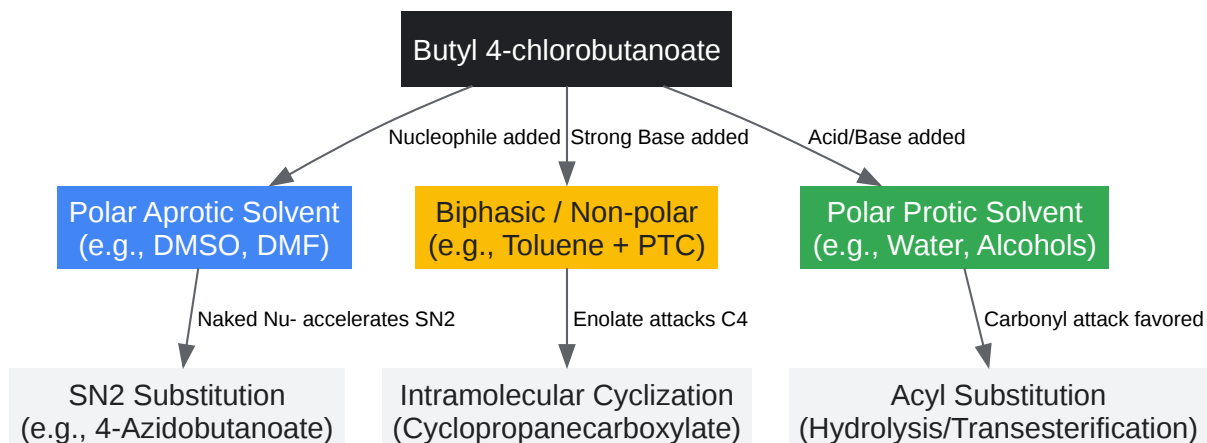 Butyl 4-chlorobutanoate
Nucleophile added
Strong Base added
Acid/Base added
Polar Aprotic Solvent
(e.g., DMSO, DMF)
Biphasic / Non-polar
(e.g., Toluene + PTC)
Polar Protic Solvent
(e.g., Water, Alcohols)
Naked Nu- accelerates SN2
Enolate attacks C4
Carbonyl attack favored
SN2 Substitution
(e.g., 4-Azidobutanoate)
Intramolecular Cyclization
(Cyclopropanecarboxylate)
Acyl Substitution
(Hydrolysis/Transesterification)